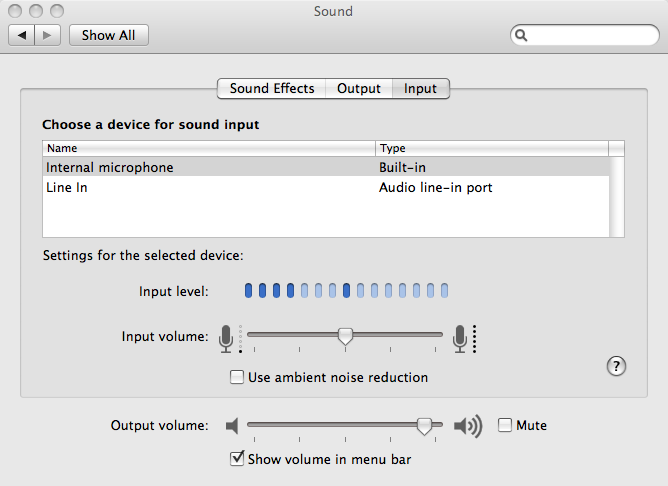 Sound
Show All
Sound Effects Output Input
Choose a device for sound input
Name Type
Internal microphone Built-in
Line In Audio line-in port
Settings for the selected device:
Input level:
Input volume:
Use ambient noise reduction
?
Output volume: Mute
Show volume in menu bar